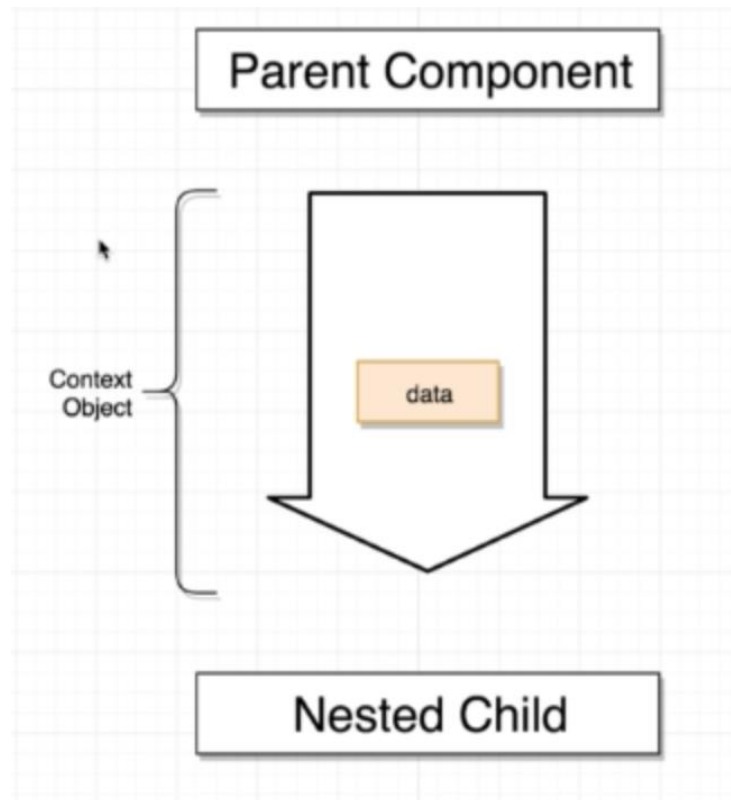 Parent Component
Context
Object
data
Nested Child